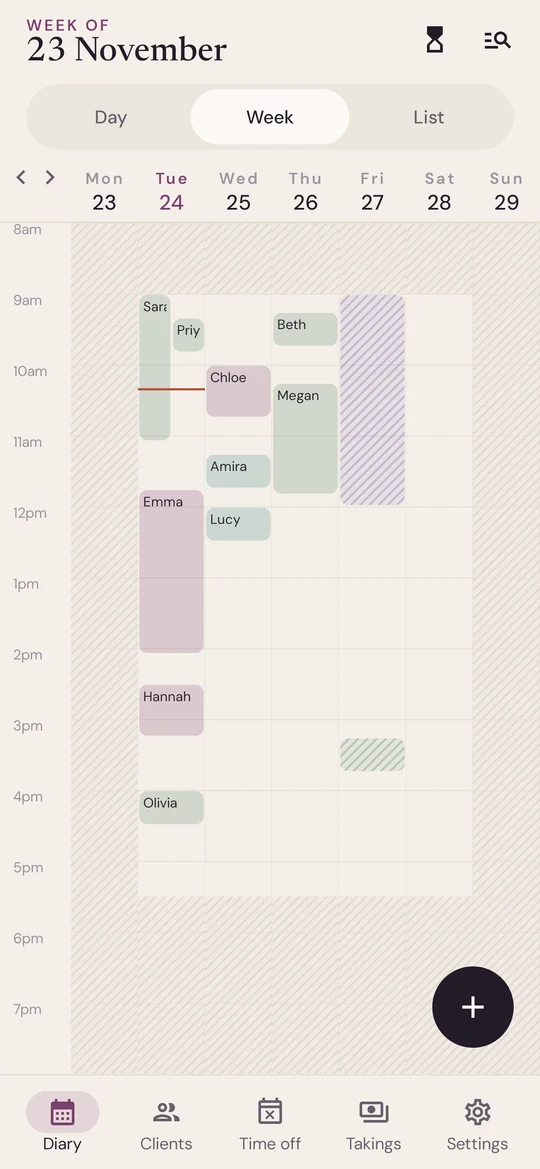 WEEK OF
23 November
Day Week List
Mon Tue Wed Thu Fri Sat Sun
23 24 25 26 27 28 29
8am
9am
Sara
Priy
Beth
10am
Chloe
Megan
11am
Amira
Emma
12pm
Lucy
1pm
2pm
Hannah
3pm
4pm
Olivia
5pm
6pm
7pm
Diary Clients Time off Takings Settings